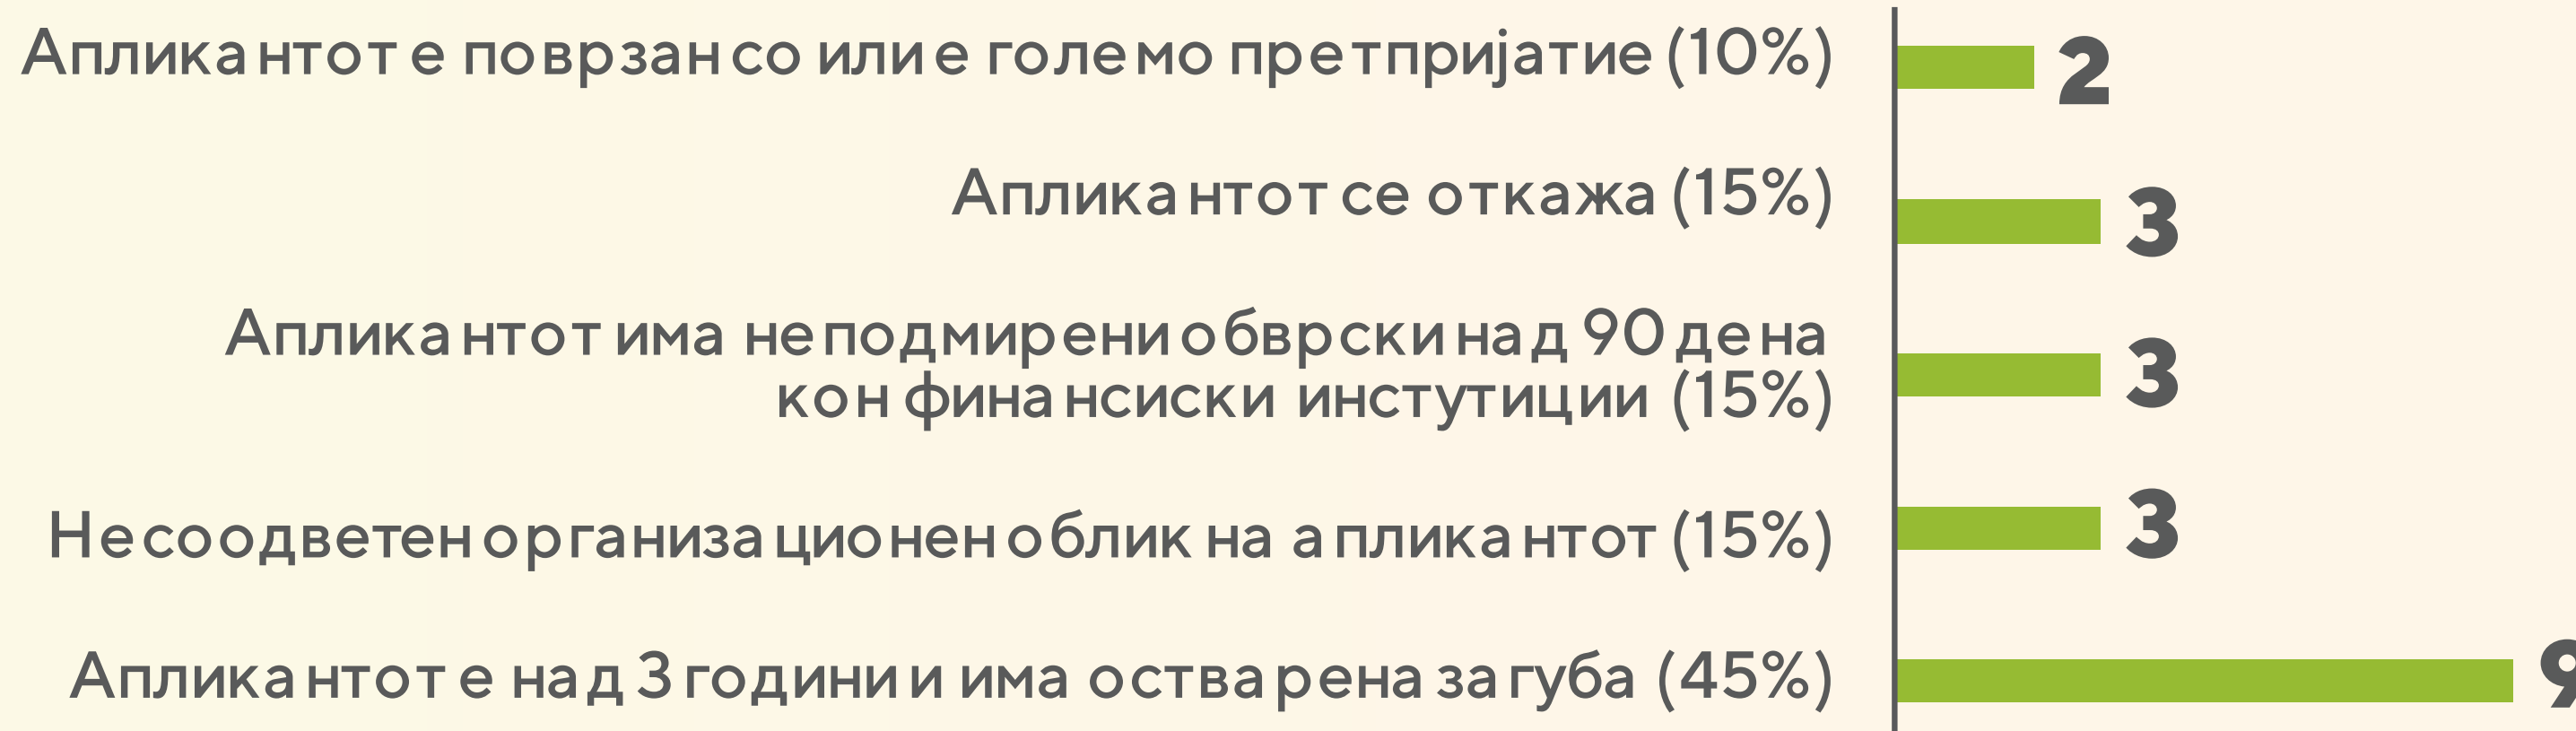 Апликантот е поврзан со или е големо претпријатие (10%) 2
Апликантот се откажа (15%) 3
Апликантот има неподмирени обврски над 90 дена
кон финансиски инстутиции (15%) 3
Несоодветен организационен облик на апликантот (15%) 3
Апликантот е над 3 години и има остварена загуба (45%) 9